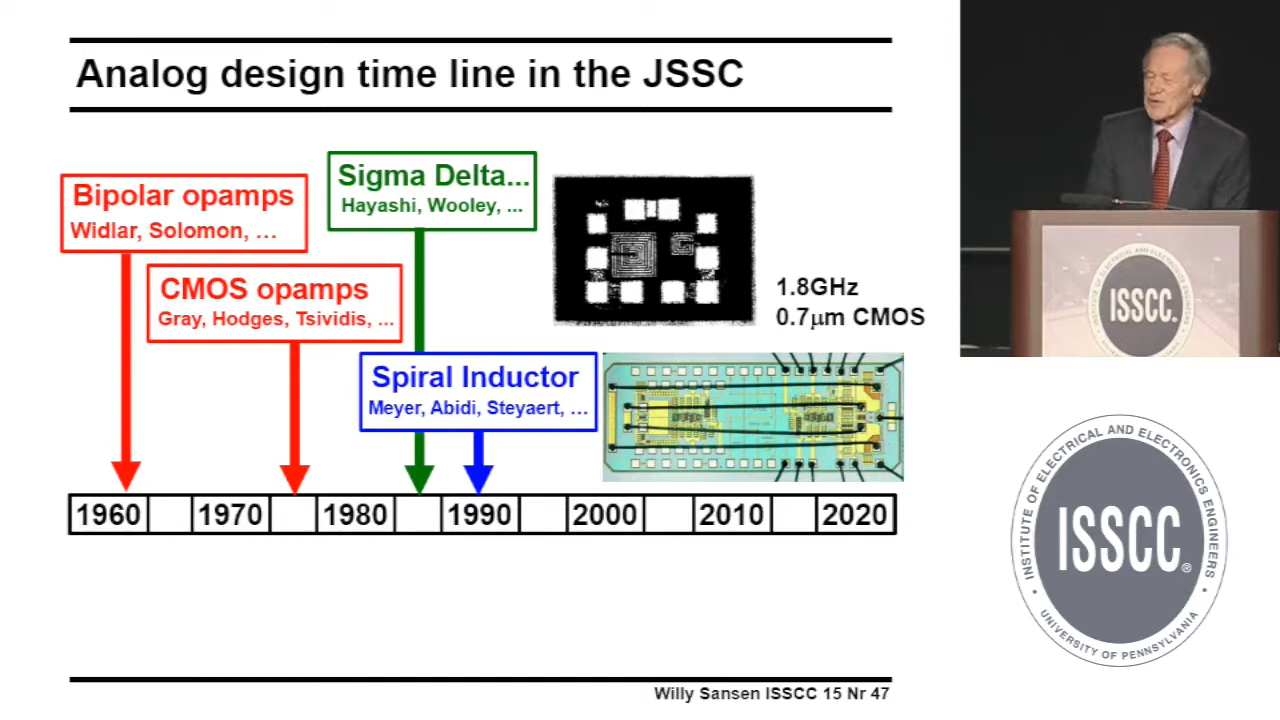 Analog design time line in the JSSC
Bipolar opamps
Widlar, Solomon, ...
CMOS opamps
Gray, Hodges, Tsividis, ...
Sigma Delta...
Hayashi, Wooley, ...
Spiral Inductor
Meyer, Abidi, Steyaert, ...
1.8GHz
0.7μm CMOS
1960 1970 1980 1990 2000 2010 2020
Willy Sansen ISSCC 15 Nr 47
ISSCC.
INSTITUTE OF ELECTRICAL AND ELECTRONICS ENGINEERS
ISSCC®
UNIVERSITY OF PENNSYLVANIA